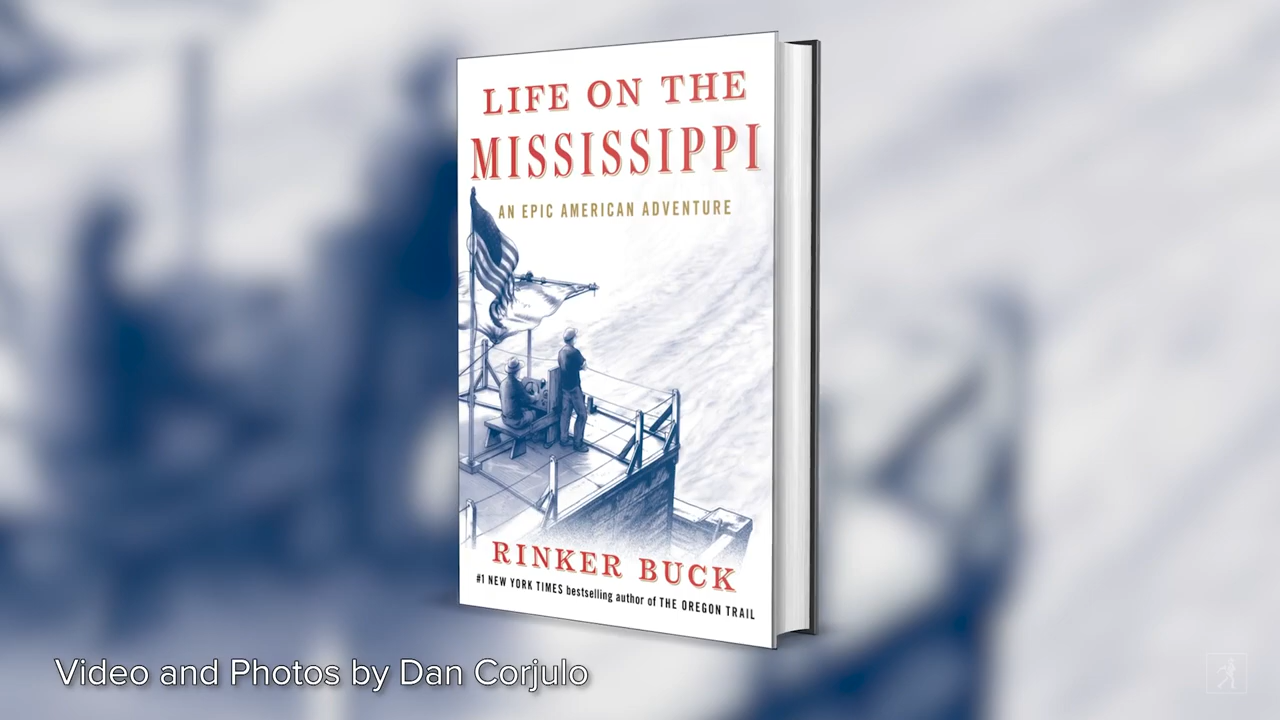 LIFE ON THE
MISSISSIPPI
AN EPIC AMERICAN ADVENTURE
RINKER BUCK
#1 NEW YORK TIMES bestselling author of THE OREGON TRAIL
Video and Photos by Dan Corjulo